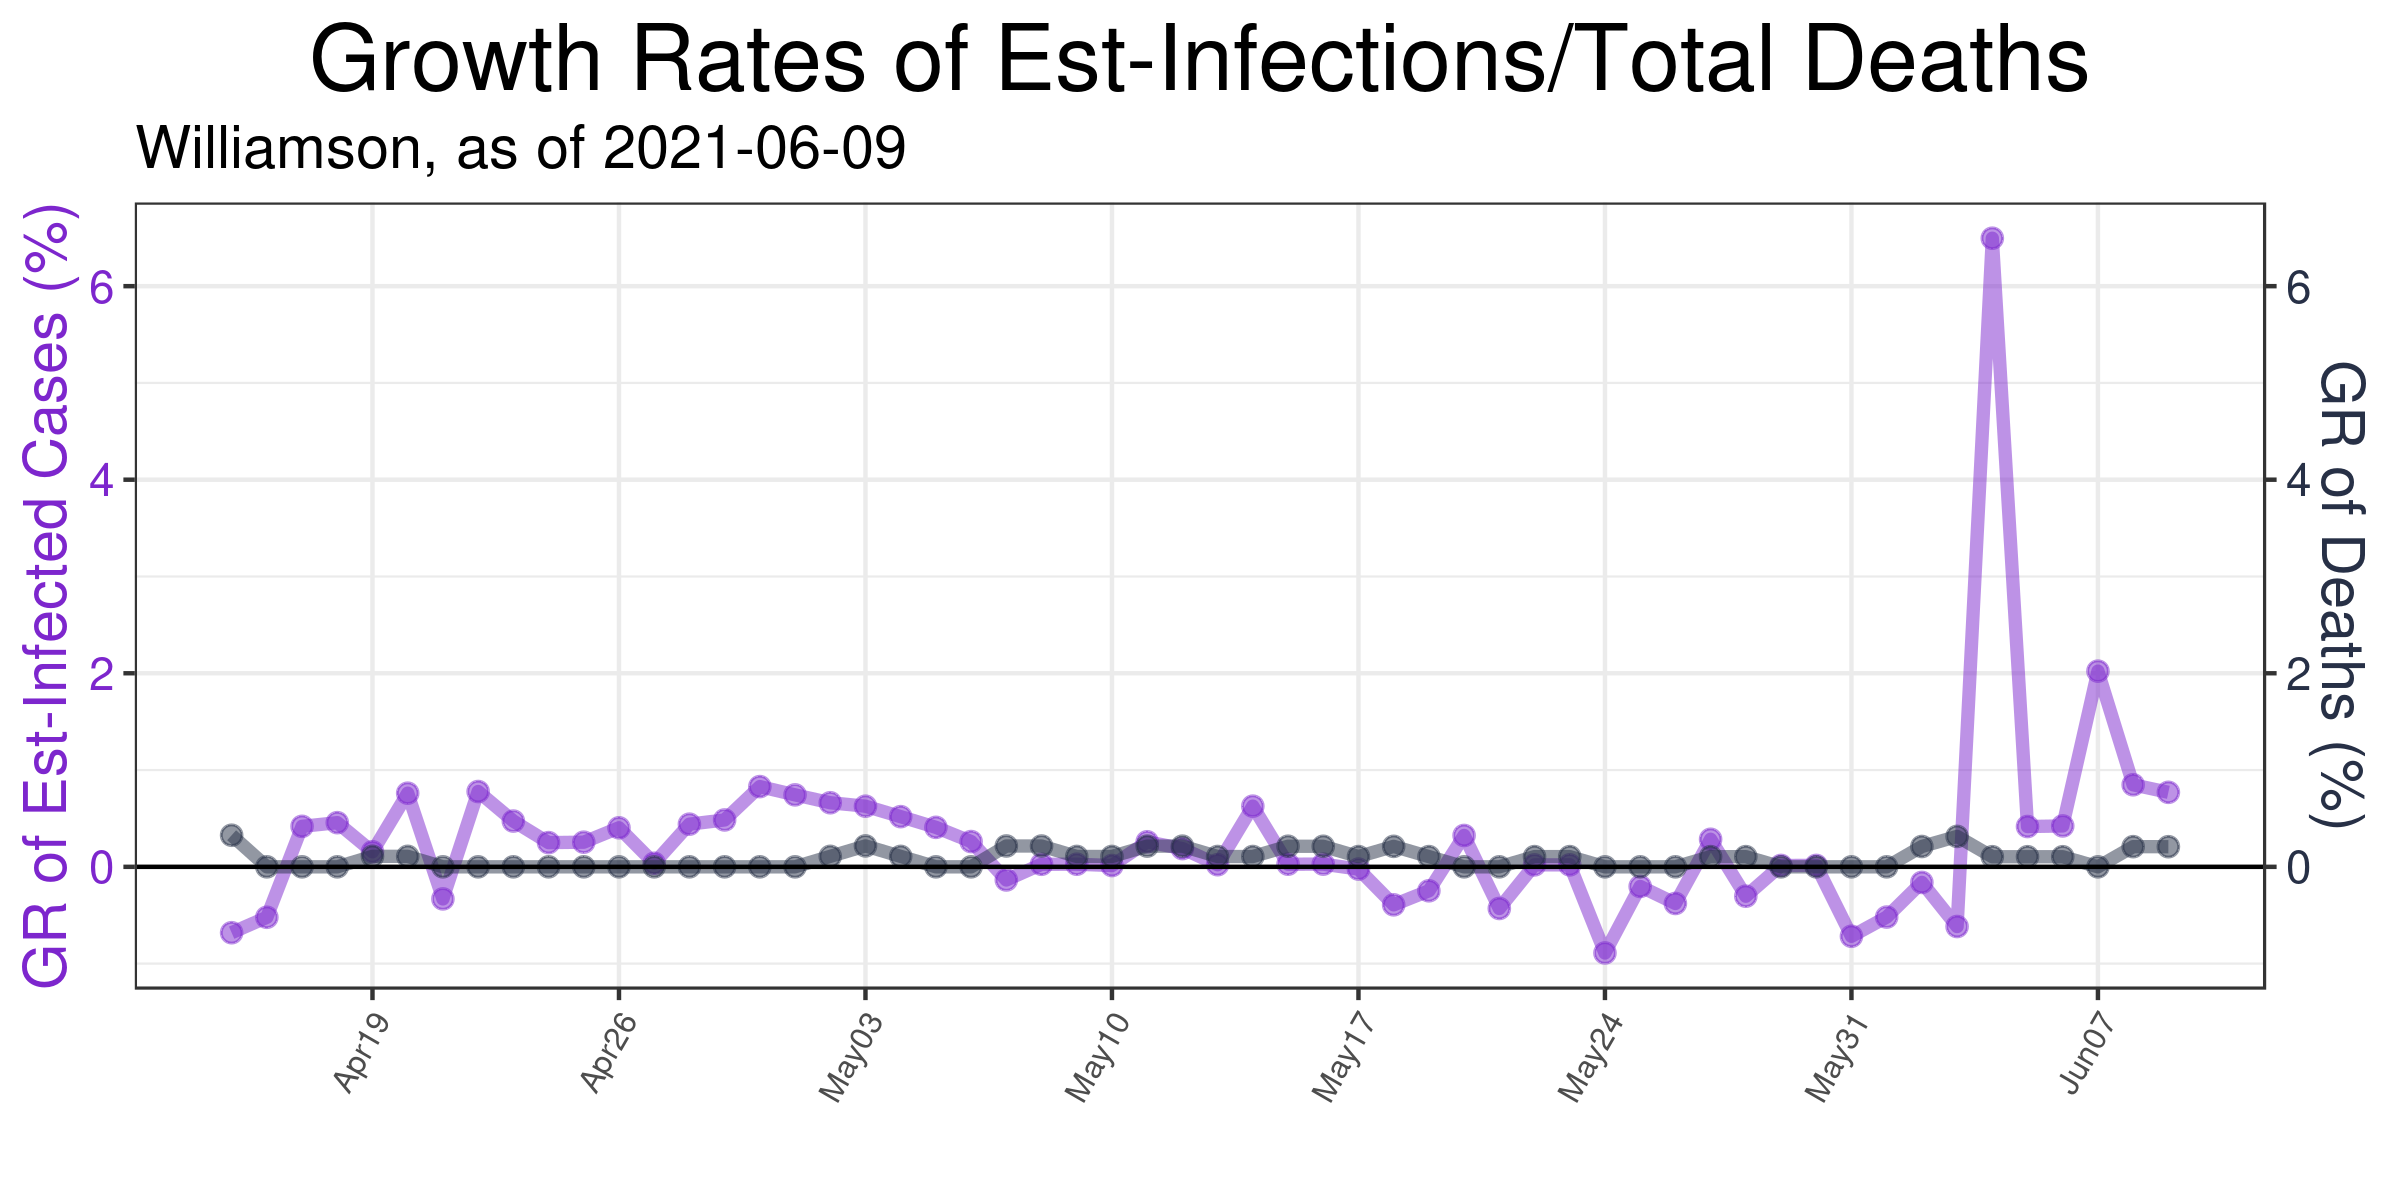 Growth Rates of Est-Infections/Total Deaths
Williamson, as of 2021-06-09
GR of Est-Infected Cases (%)
6
4
2
0
6
4
2
0
GR of Deaths (%)
Apr19
Apr26
May03
May10
May17
May24
May31
Jun07